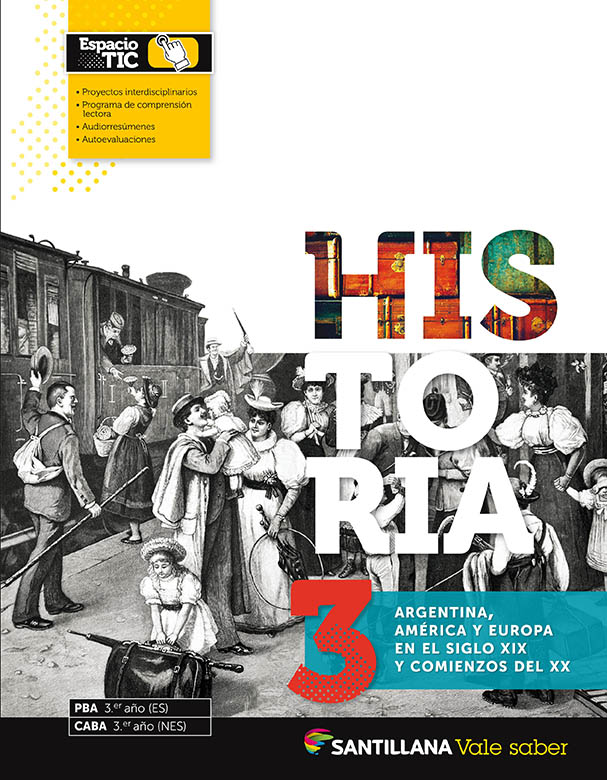 Espacio
TIC
• Proyectos interdisciplinarios
• Programa de comprensión
lectora
• Audiorresúmenes
• Autoevaluaciones
HIS
TO
RIA
3
ARGENTINA,
AMÉRICA Y EUROPA
EN EL SIGLO XIX
Y COMIENZOS DEL XX
PBA 3.er año (ES)
CABA 3.er año (NES)
SANTILLANA Vale saber